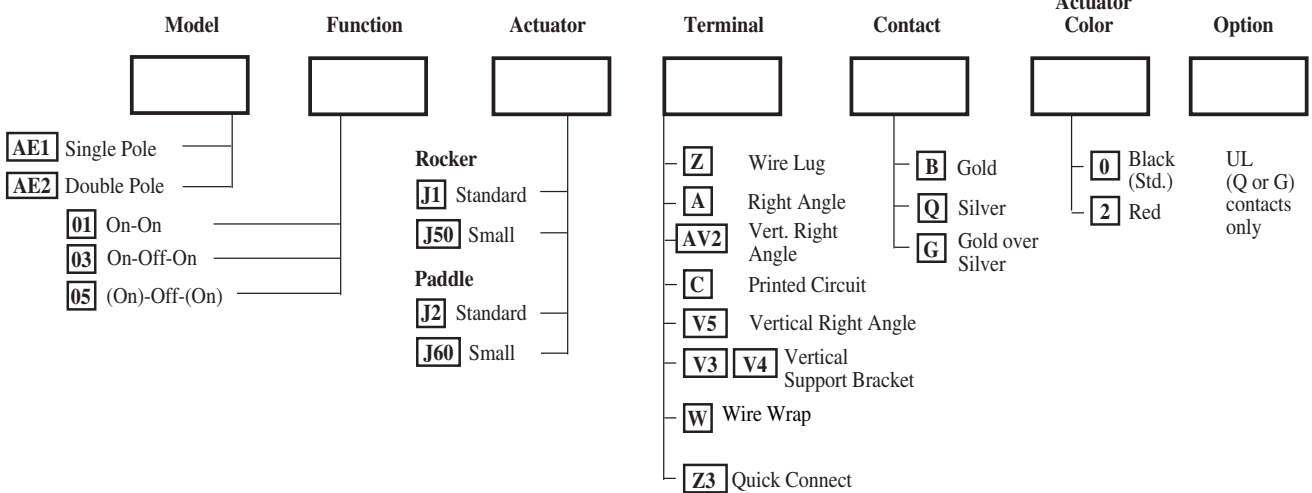 Model
Function
Actuator
Terminal
Contact
Actuator
Color
Option
AE1 Single Pole
AE2 Double Pole
01 On-On
03 On-Off-On
05 (On)-Off-(On)
Rocker
J1 Standard
J50 Small
Paddle
J2 Standard
J60 Small
Z Wire Lug
A Right Angle
AV2 Vert. Right
Angle
C Printed Circuit
V5 Vertical Right Angle
V3 V4 Vertical
Support Bracket
W Wire Wrap
Z3 Quick Connect
B Gold
Q Silver
G Gold over
Silver
0 Black
(Std.)
2 Red
UL
(Q or G)
contacts
only